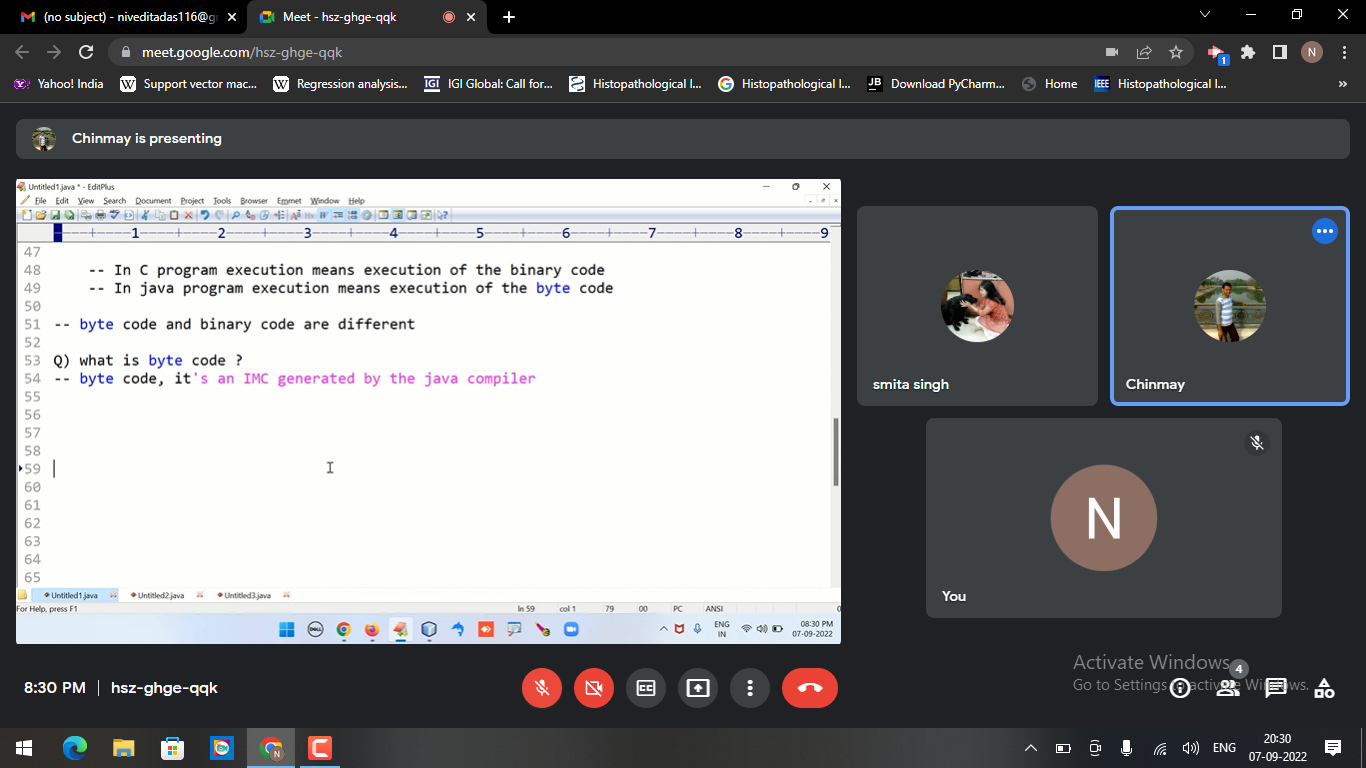 (no subject) - niveditadas116@g
Meet - hsz-ghge-qqk
meet.google.com/hsz-ghge-qqk
1
N
Yahoo! India
Support vector mac...
Regression analysis...
IGI Global: Call for...
Histopathological I...
Histopathological I...
Download PyCharm...
Home
Histopathological I...
Chinmay is presenting
Untitled1.java * - EditPlus
File Edit View Search Document Project Tools Browser Emmet Window Help
1 2 3 4 5 6 7 8 9
47
48 -- In C program execution means execution of the binary code
49 -- In java program execution means execution of the byte code
50
51 -- byte code and binary code are different
52
53 Q) what is byte code ?
54 -- byte code, it's an IMC generated by the java compiler
55
56
57
58
59
60
61
62
63
64
65
Untitled1.java Untitled2.java Untitled3.java
For Help, press F1 ln 59 col 1 79 00 PC ANSI 0
ENG
IN
08:30 PM
07-09-2022
smita singh
Chinmay
N
You
Activate Windows
Go to Settings to activate Windows.
4
8:30 PM | hsz-ghge-qqk
ENG
20:30
07-09-2022